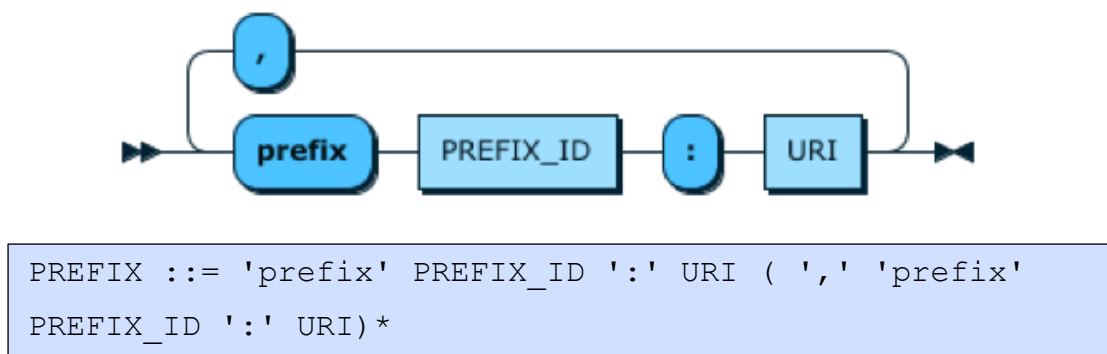 ,
prefix PREFIX_ID : URI
PREFIX ::= 'prefix' PREFIX_ID ':' URI ( ',' 'prefix'
PREFIX_ID ':' URI)*